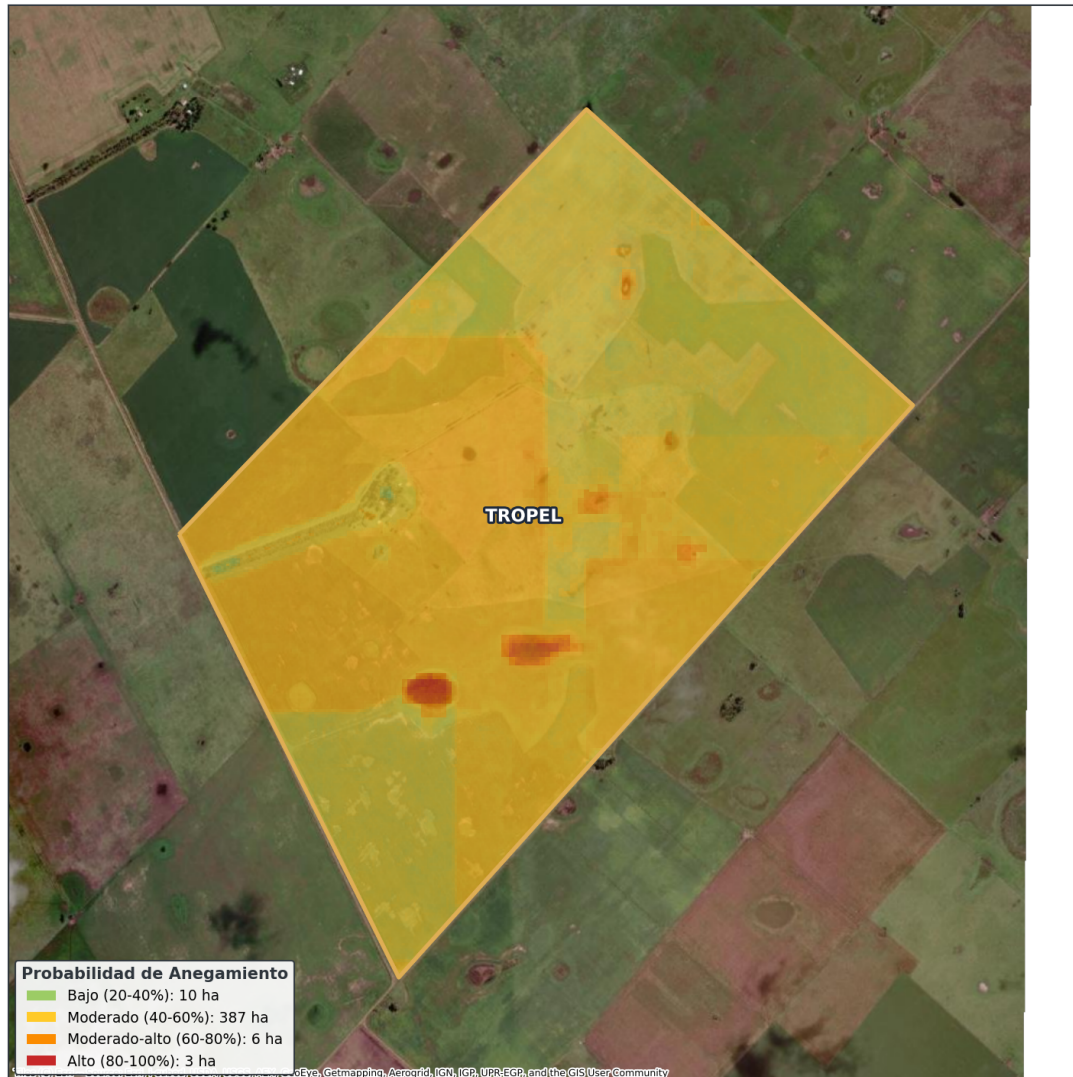 TROPEL
Probabilidad de Anegamiento
Bajo (20-40%): 10 ha
Moderado (40-60%): 387 ha
Moderado-alto (60-80%): 6 ha
Alto (80-100%): 3 ha
GeoEye, Getmapping, Aerogrid, IGN, IGP, UPR-EGP, and the GIS User Community